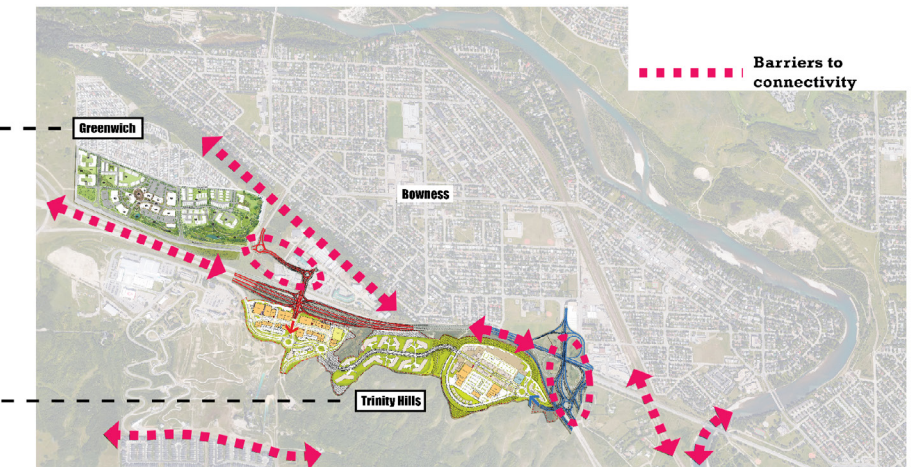 Barriers to
connectivity
Greenwich
Bowness
Trinity Hills